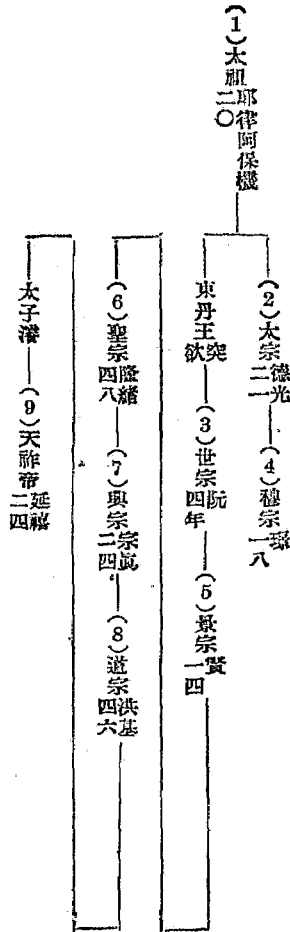 (1)太祖耶律阿保機二〇
(2)太宗德光二一
(4)穆宗璟一八
東丹王突欲
(3)世宗阮四年
(5)景宗賢一四
(6)聖宗隆緒四八
(7)興宗宗眞二四
(8)道宗洪基四六
太子濬
(9)天祚帝延禧二四